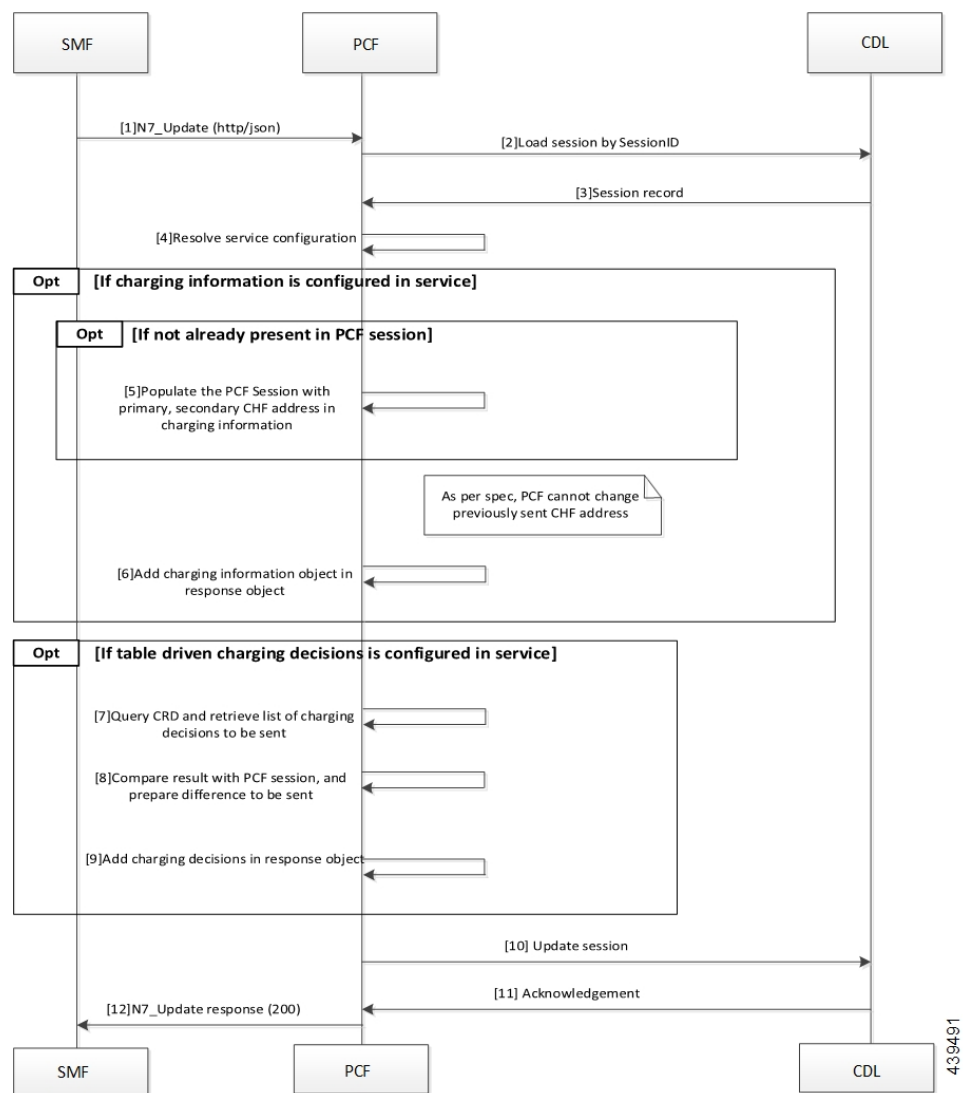 SMF
PCF
CDL
[1]N7_Update (http/json)
[2]Load session by SessionID
[3]Session record
[4]Resolve service configuration
Opt
[If charging information is configured in service]
Opt
[If not already present in PCF session]
[5]Populate the PCF Session with
primary, secondary CHF address in
charging information
As per spec, PCF cannot change
previously sent CHF address
[6]Add charging information object in
response object
Opt
[If table driven charging decisions is configured in service]
[7]Query CRD and retrieve list of charging
decisions to be sent
[8]Compare result with PCF session, and
prepare difference to be sent
[9]Add charging decisions in response object
[10] Update session
[11] Acknowledgement
[12]N7_Update response (200)
SMF
PCF
CDL
439491